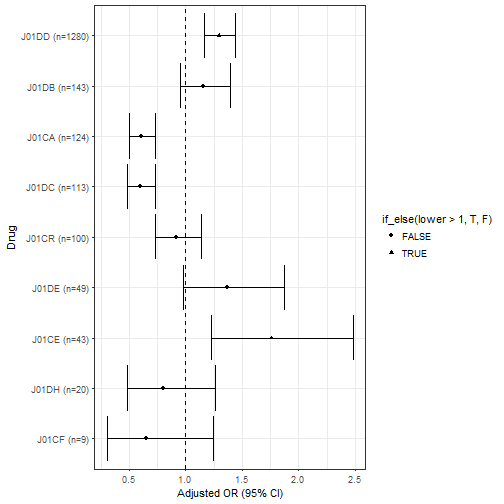 J01DD (n=1280)
J01DB (n=143)
J01CA (n=124)
J01DC (n=113)
J01CR (n=100)
J01DE (n=49)
J01CE (n=43)
J01DH (n=20)
J01CF (n=9)
Drug
0.5 1.0 1.5 2.0 2.5
Adjusted OR (95% CI)
if_else(lower > 1, T, F)
FALSE
TRUE